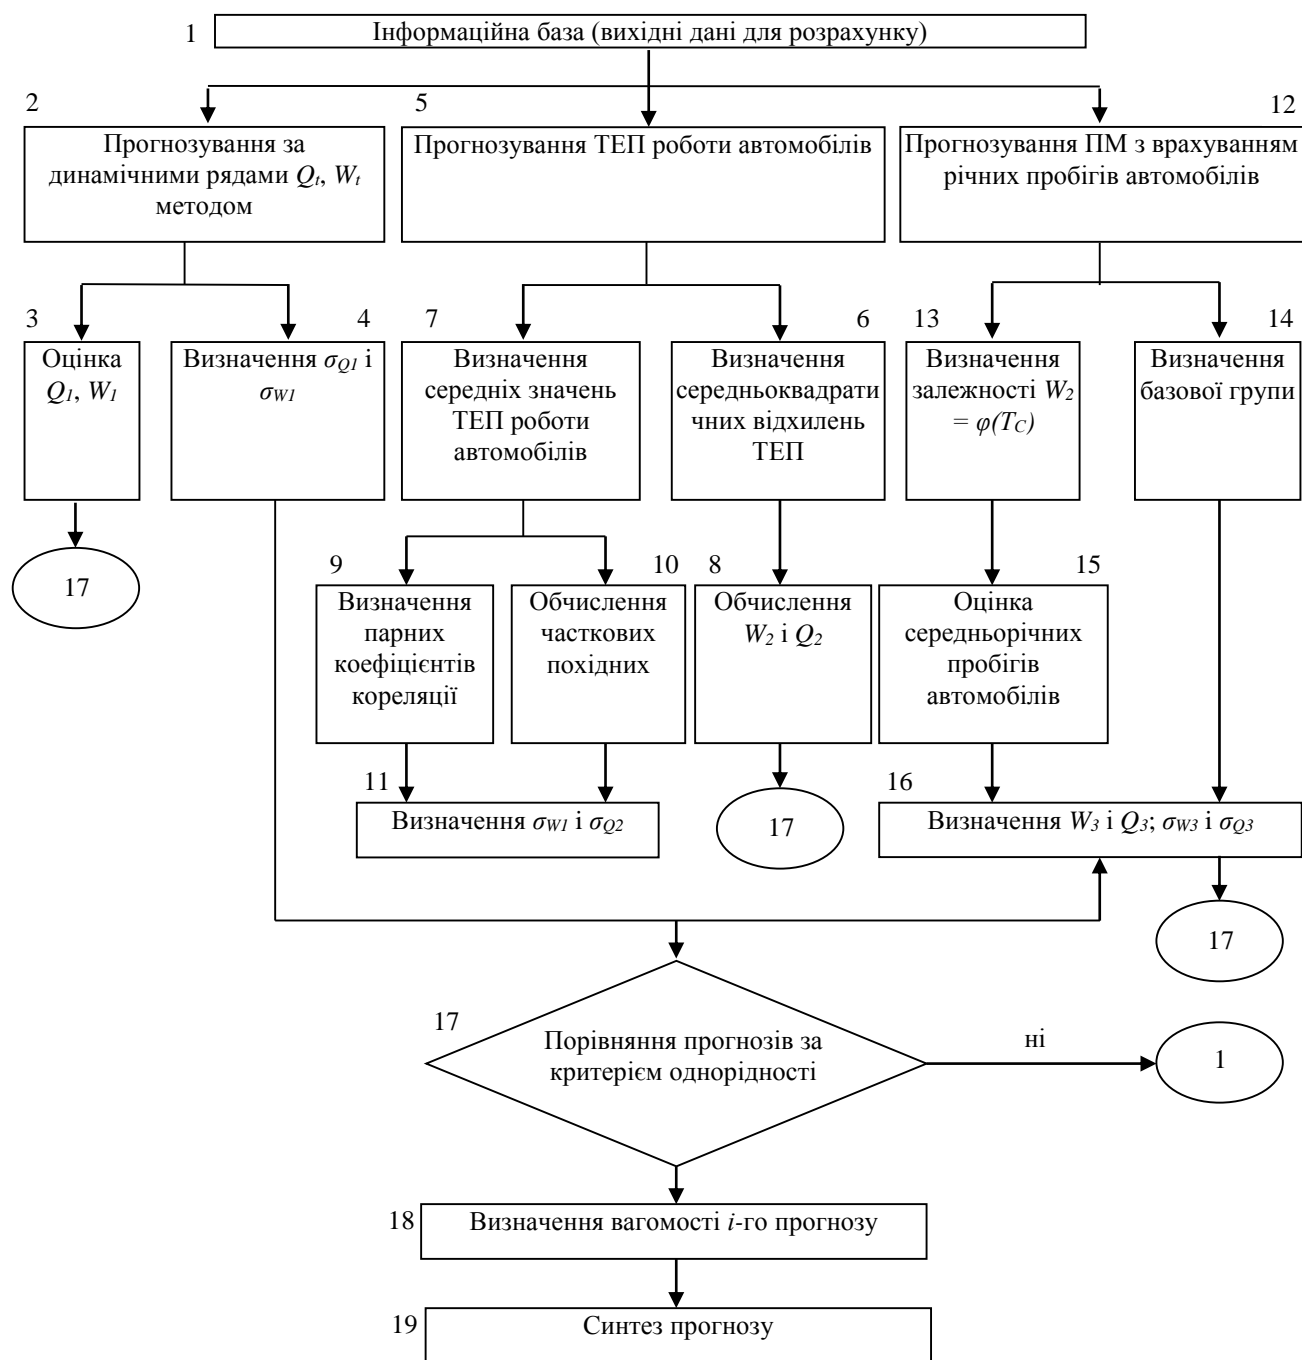 1
Інформаційна база (вихідні дані для розрахунку)
2
Прогнозування за
динамічними рядами Qt, Wt
методом
5
Прогнозування ТЕП роботи автомобілів
12
Прогнозування ПМ з врахуванням
річних пробігів автомобілів
3
Оцінка
Q1, W1
4
Визначення σQ1 і
σW1
7
Визначення
середніх значень
ТЕП роботи
автомобілів
6
Визначення
середньоквадрати
чних відхилень
ТЕП
13
Визначення
залежності W2
= φ(TC)
14
Визначення
базової групи
17
9
Визначення
парних
коефіцієнтів
кореляції
10
Обчислення
часткових
похідних
8
Обчислення
W2 і Q2
15
Оцінка
середньорічних
пробігів
автомобілів
11
Визначення σW1 і σQ2
17
16
Визначення W3 і Q3; σW3 і σQ3
17
17
Порівняння прогнозів за
критерієм однорідності
ні
1
18
Визначення вагомості i-го прогнозу
19
Синтез прогнозу